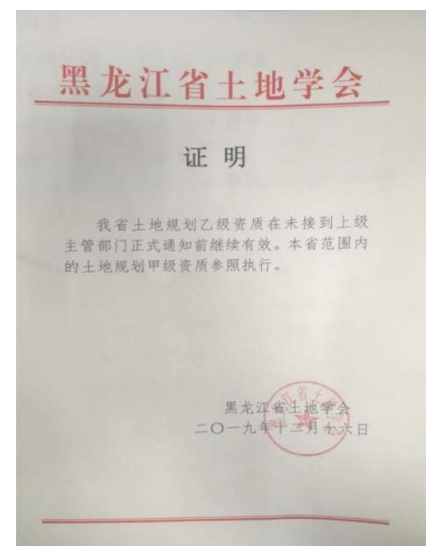 黑龙江省土地学会
证明
我省土地规划乙级资质在未接到上级
主管部门正式通知前继续有效。本省范围内
的土地规划甲级资质参照执行。
黑龙江省土地学会
二〇一九年十二月十六日